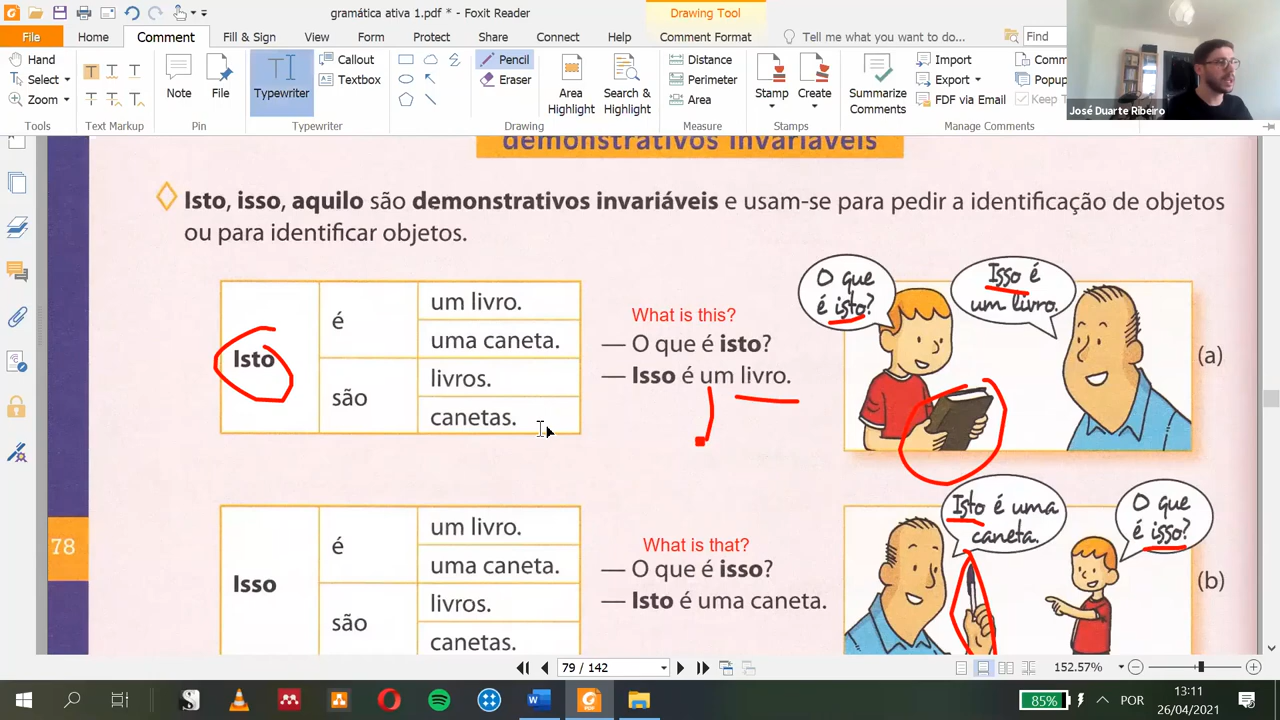 gramática ativa 1.pdf * - Foxit Reader
Drawing Tool
File Home Comment Fill & Sign View Form Protect Share Connect Help Comment Format
Tell me what you want to do...
Find
Hand
Select
Zoom
Tools
Text Markup
Note
File
Pin
Typewriter
Callout
Textbox
Typewriter
Pencil
Eraser
Drawing
Area Highlight
Search & Highlight
Distance
Perimeter
Area
Measure
Stamp
Create
Stamps
Summarize Comments
Import
Export
FDF via Email
Popup
Manage Comments
José Duarte Ribeiro
demonstrativos invariáveis
Isto, isso, aquilo são demonstrativos invariáveis e usam-se para pedir a identificação de objetos
ou para identificar objetos.
Isto
é
um livro.
uma caneta.
são
livros.
canetas.
What is this?
— O que é isto?
— Isso é um livro.
O que
é isto?
Isso é
um livro.
(a)
78
Isso
é
um livro.
uma caneta.
são
livros.
canetas.
What is that?
— O que é isso?
— Isto é uma caneta.
Isto é uma
caneta.
O que
é isso?
(b)
79 / 142
152.57%
85%
POR
13:11
26/04/2021